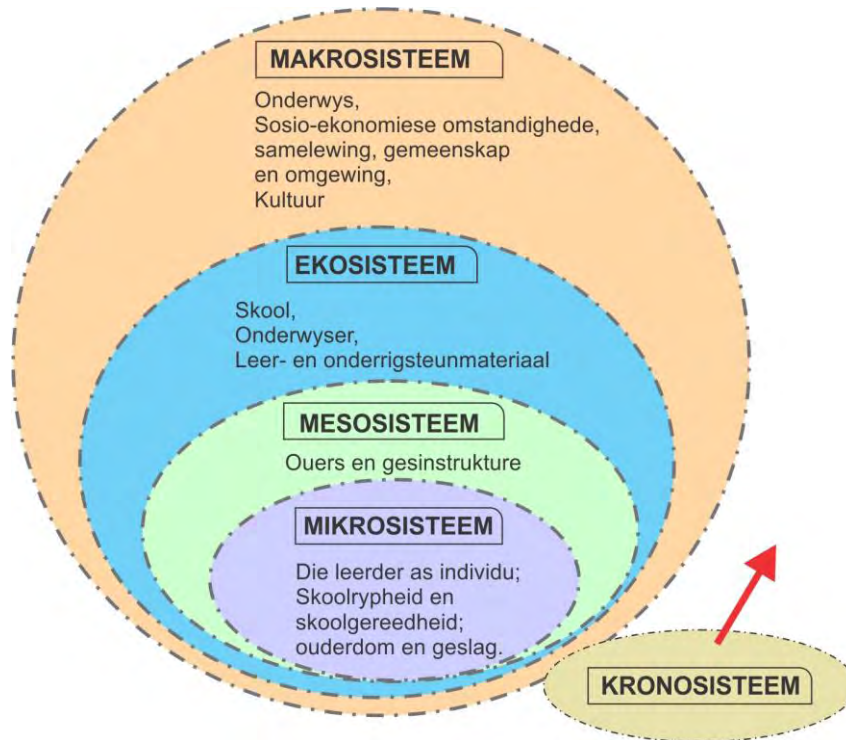 MAKROSISTEEM
Onderwys,
Sosio-ekonomiese omstandighede,
samelewing, gemeenskap
en omgewing,
Kultuur
EKOSISTEEM
Skool,
Onderwyser,
Leer- en onderrigsteunmateriaal
MESOSISTEEM
Ouers en gesinstrukture
MIKROSISTEEM
Die leerder as individu;
Skoolrypheid en
skoolgereedheid;
ouderdom en geslag.
KRONOSISTEEM